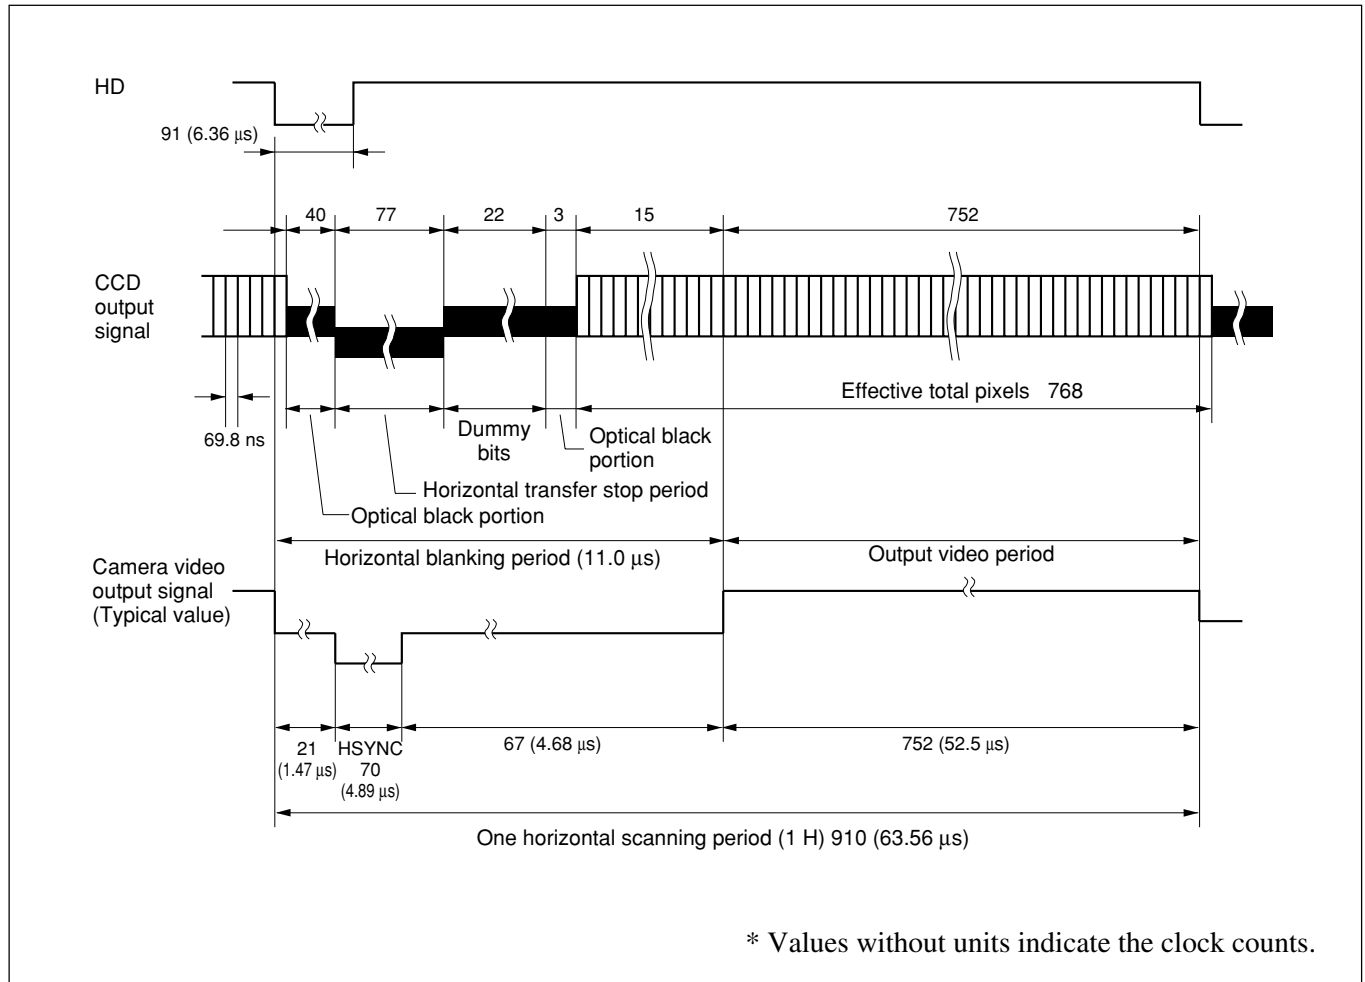 HD
91 (6.36 μs)
40 77 22 3 15 752
CCD
output
signal
Effective total pixels 768
69.8 ns
Dummy
bits
Optical black
portion
Horizontal transfer stop period
Optical black portion
Horizontal blanking period (11.0 μs)
Output video period
Camera video
output signal
(Typical value)
21
(1.47 μs)
HSYNC
70
(4.89 μs)
67 (4.68 μs)
752 (52.5 μs)
One horizontal scanning period (1 H) 910 (63.56 μs)
* Values without units indicate the clock counts.